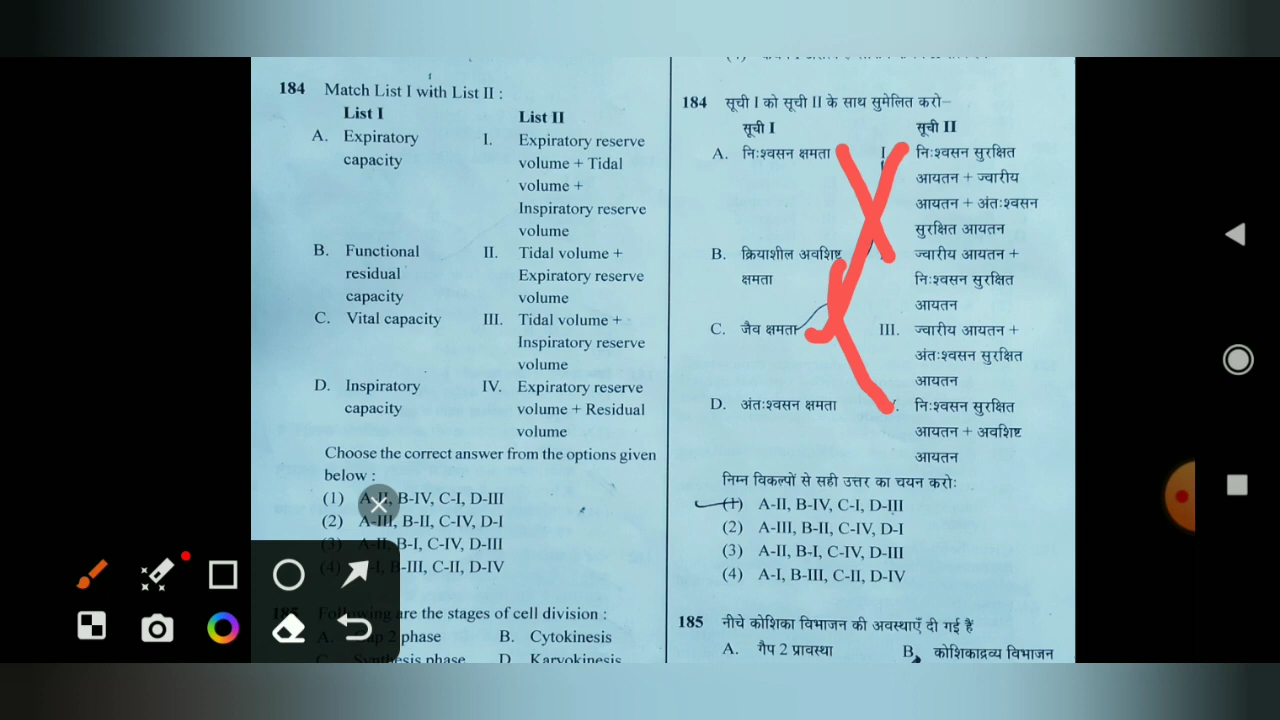 184 Match List I with List II :
List I List II
A. Expiratory capacity I. Expiratory reserve volume + Tidal volume + Inspiratory reserve volume
B. Functional residual capacity II. Tidal volume + Expiratory reserve volume
C. Vital capacity III. Tidal volume + Inspiratory reserve volume
D. Inspiratory capacity IV. Expiratory reserve volume + Residual volume
Choose the correct answer from the options given
below :
(1) A-II, B-IV, C-I, D-III
(2) A-III, B-II, C-IV, D-I
(3) A-II, B-I, C-IV, D-III
(4) A-I, B-III, C-II, D-IV
185 Following are the stages of cell division :
A. Gap 2 phase B. Cytokinesis
C. Synthesis phase D. Karyokinesis
184 सूची I को सूची II के साथ सुमेलित करो–
सूची I सूची II
A. निःश्वसन क्षमता I. निःश्वसन सुरक्षित आयतन + ज्वारीय आयतन + अंतःश्वसन सुरक्षित आयतन
B. क्रियाशील अवशिष्ट क्षमता ज्वारीय आयतन + निःश्वसन सुरक्षित आयतन
C. जैव क्षमता III. ज्वारीय आयतन + अंतःश्वसन सुरक्षित आयतन
D. अंतःश्वसन क्षमता निःश्वसन सुरक्षित आयतन + अवशिष्ट आयतन
निम्न विकल्पों से सही उत्तर का चयन करोः
(1) A-II, B-IV, C-I, D-III
(2) A-III, B-II, C-IV, D-I
(3) A-II, B-I, C-IV, D-III
(4) A-I, B-III, C-II, D-IV
185 नीचे कोशिका विभाजन की अवस्थाएँ दी गई हैं
A. गैप 2 प्रावस्था B. कोशिकाद्रव्य विभाजन